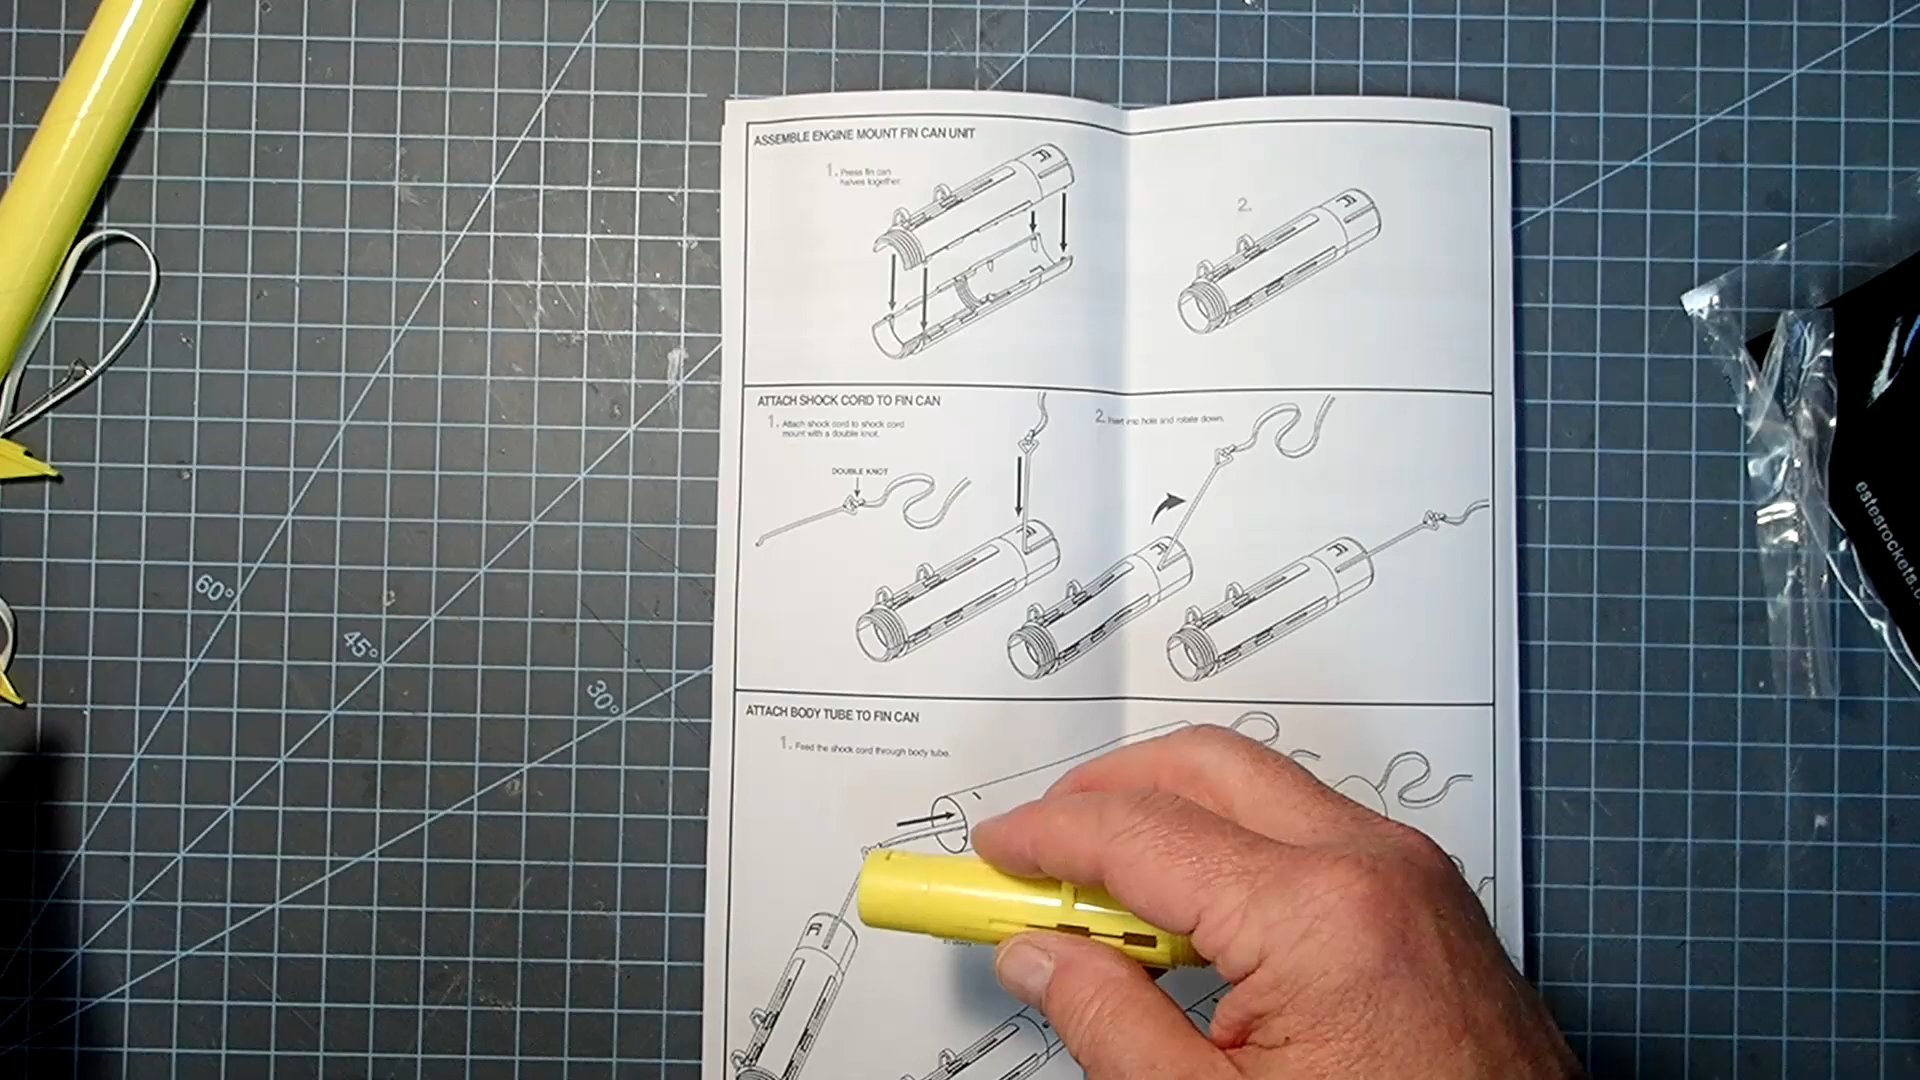 ASSEMBLE ENGINE MOUNT FIN CAN UNIT
1. Press fin can
halves together.
2.
ATTACH SHOCK CORD TO FIN CAN
1. Attach shock cord to shock cord
mount with a double knot.
DOUBLE KNOT
2. Insert into hole and rotate down.
ATTACH BODY TUBE TO FIN CAN
1. Feed the shock cord through body tube.
60°
45°
30°
estesrockets.c